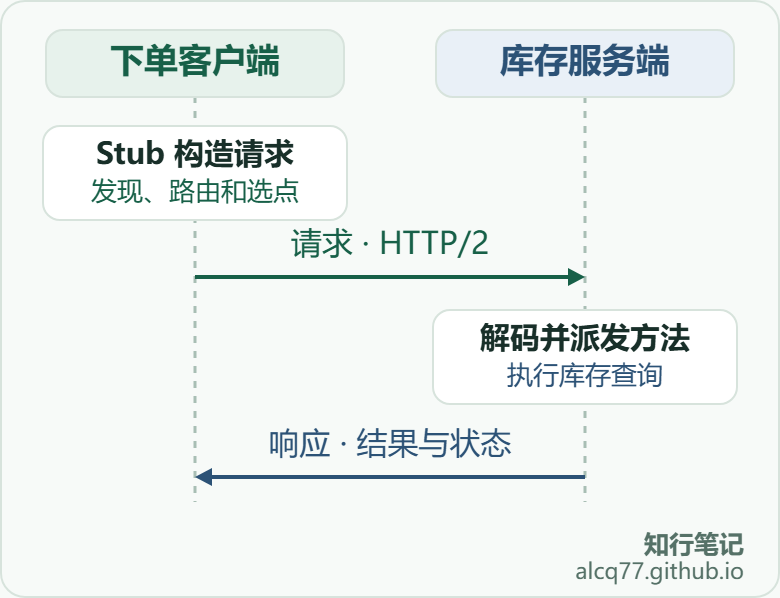 下单客户端
库存服务端
Stub 构造请求
发现、路由和选点
请求 · HTTP/2
解码并派发方法
执行库存查询
响应 · 结果与状态
知行笔记
alcq77.github.io